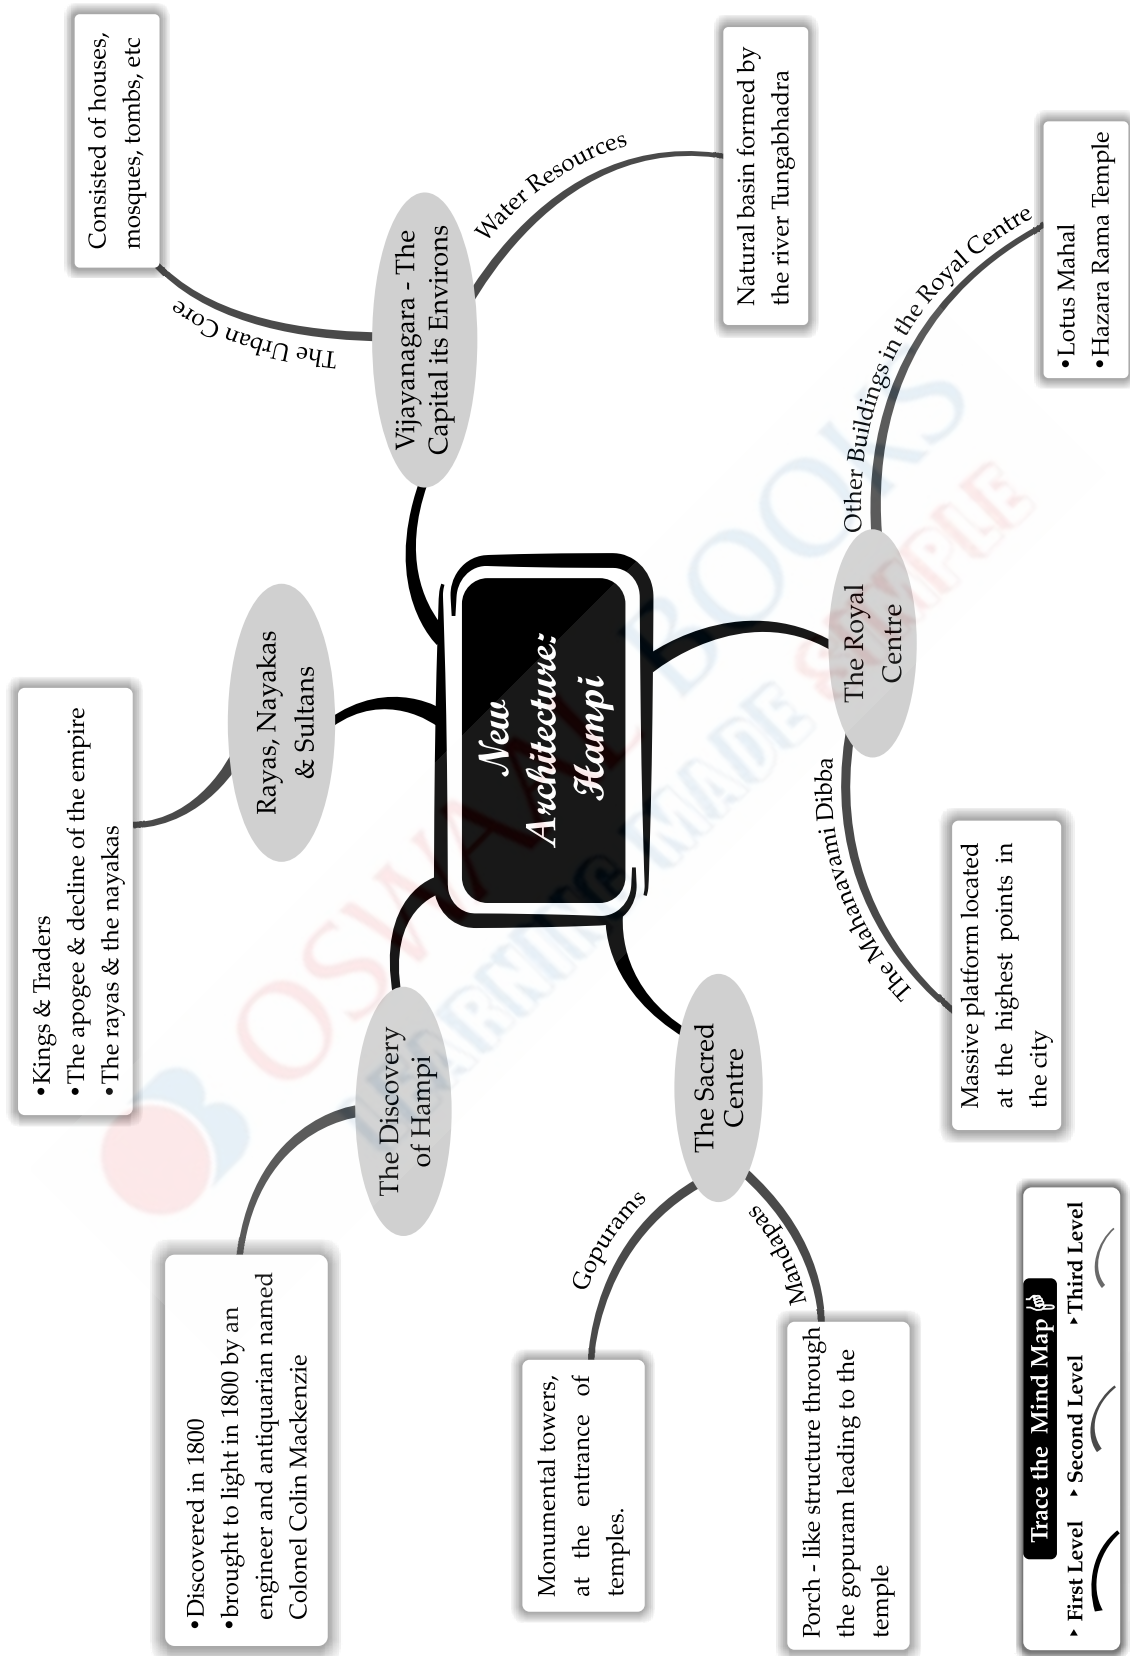 New
Architecture:
Hampi
The Discovery
of Hampi
•Discovered in 1800
•brought to light in 1800 by an
engineer and antiquarian named
Colonel Colin Mackenzie
Rayas, Nayakas
& Sultans
•Kings & Traders
•The apogee & decline of the empire
•The rayas & the nayakas
Vijayanagara - The
Capital its Environs
The Urban Core
Consisted of houses,
mosques, tombs, etc
Water Resources
Natural basin formed by
the river Tungabhadra
The Royal
Centre
Other Buildings in the Royal Centre
•Lotus Mahal
•Hazara Rama Temple
The Mahanavami Dibba
Massive platform located
at the highest points in
the city
The Sacred
Centre
Gopurams
Monumental towers,
at the entrance of
temples.
Mandapas
Porch - like structure through
the gopuram leading to the
temple
Trace the Mind Map
First Level
Second Level
Third Level
OSWAAL BOOKS
LEARNING MADE SIMPLE